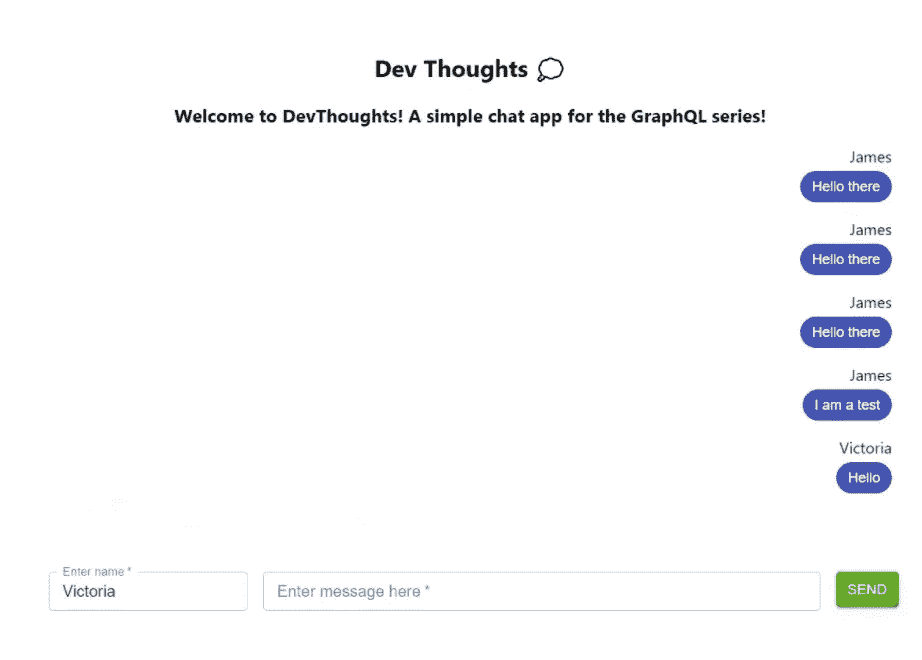 Dev Thoughts 💭
Welcome to DevThoughts! A simple chat app for the GraphQL series!
James
Hello there
James
Hello there
James
Hello there
James
I am a test
Victoria
Hello
Enter name *
Victoria
Enter message here *
SEND